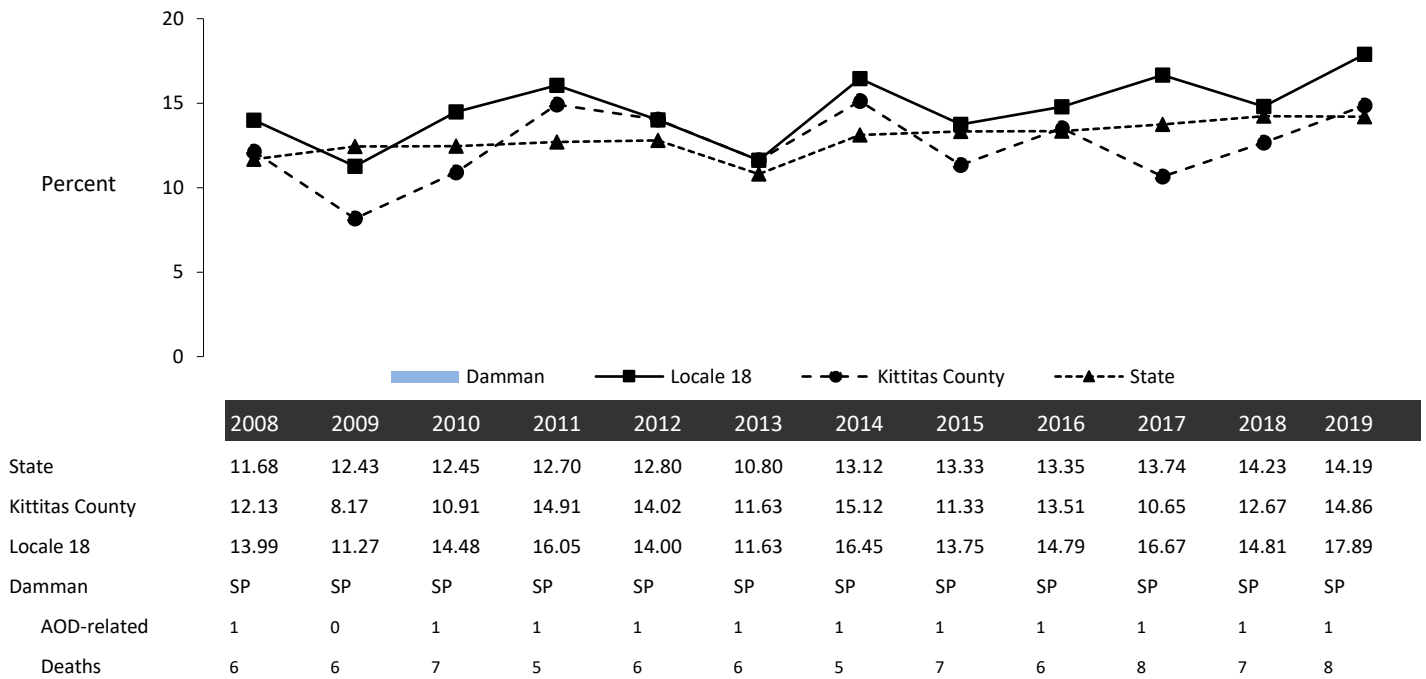 20
15
Percent
10
5
0
Damman Locale 18 Kittitas County State
2008 2009 2010 2011 2012 2013 2014 2015 2016 2017 2018 2019
State 11.68 12.43 12.45 12.70 12.80 10.80 13.12 13.33 13.35 13.74 14.23 14.19
Kittitas County 12.13 8.17 10.91 14.91 14.02 11.63 15.12 11.33 13.51 10.65 12.67 14.86
Locale 18 13.99 11.27 14.48 16.05 14.00 11.63 16.45 13.75 14.79 16.67 14.81 17.89
Damman SP SP SP SP SP SP SP SP SP SP SP SP
AOD-related 1 0 1 1 1 1 1 1 1 1 1 1
Deaths 6 6 7 5 6 6 5 7 6 8 7 8